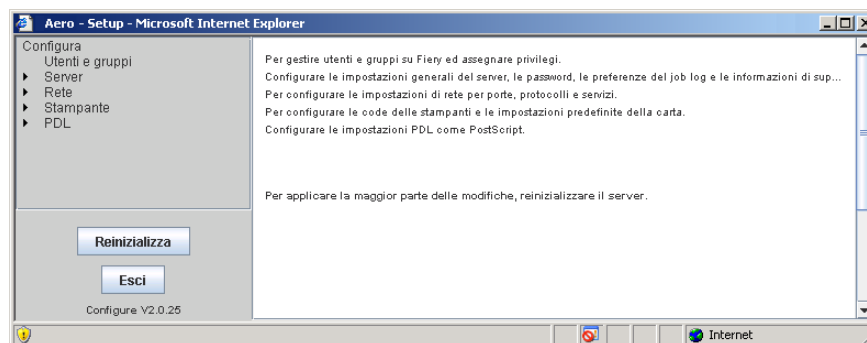 Aero - Setup - Microsoft Internet Explorer
Configura
Utenti e gruppi
Server
Rete
Stampante
PDL
Per gestire utenti e gruppi su Fiery ed assegnare privilegi.
Configurare le impostazioni generali del server, le password, le preferenze del job log e le informazioni di sup...
Per configurare le impostazioni di rete per porte, protocolli e servizi.
Per configurare le code delle stampanti e le impostazioni predefinite della carta.
Configurare le impostazioni PDL come PostScript.
Per applicare la maggior parte delle modifiche, reinizializzare il server.
Reinizializza
Esci
Configure V2.0.25
Internet